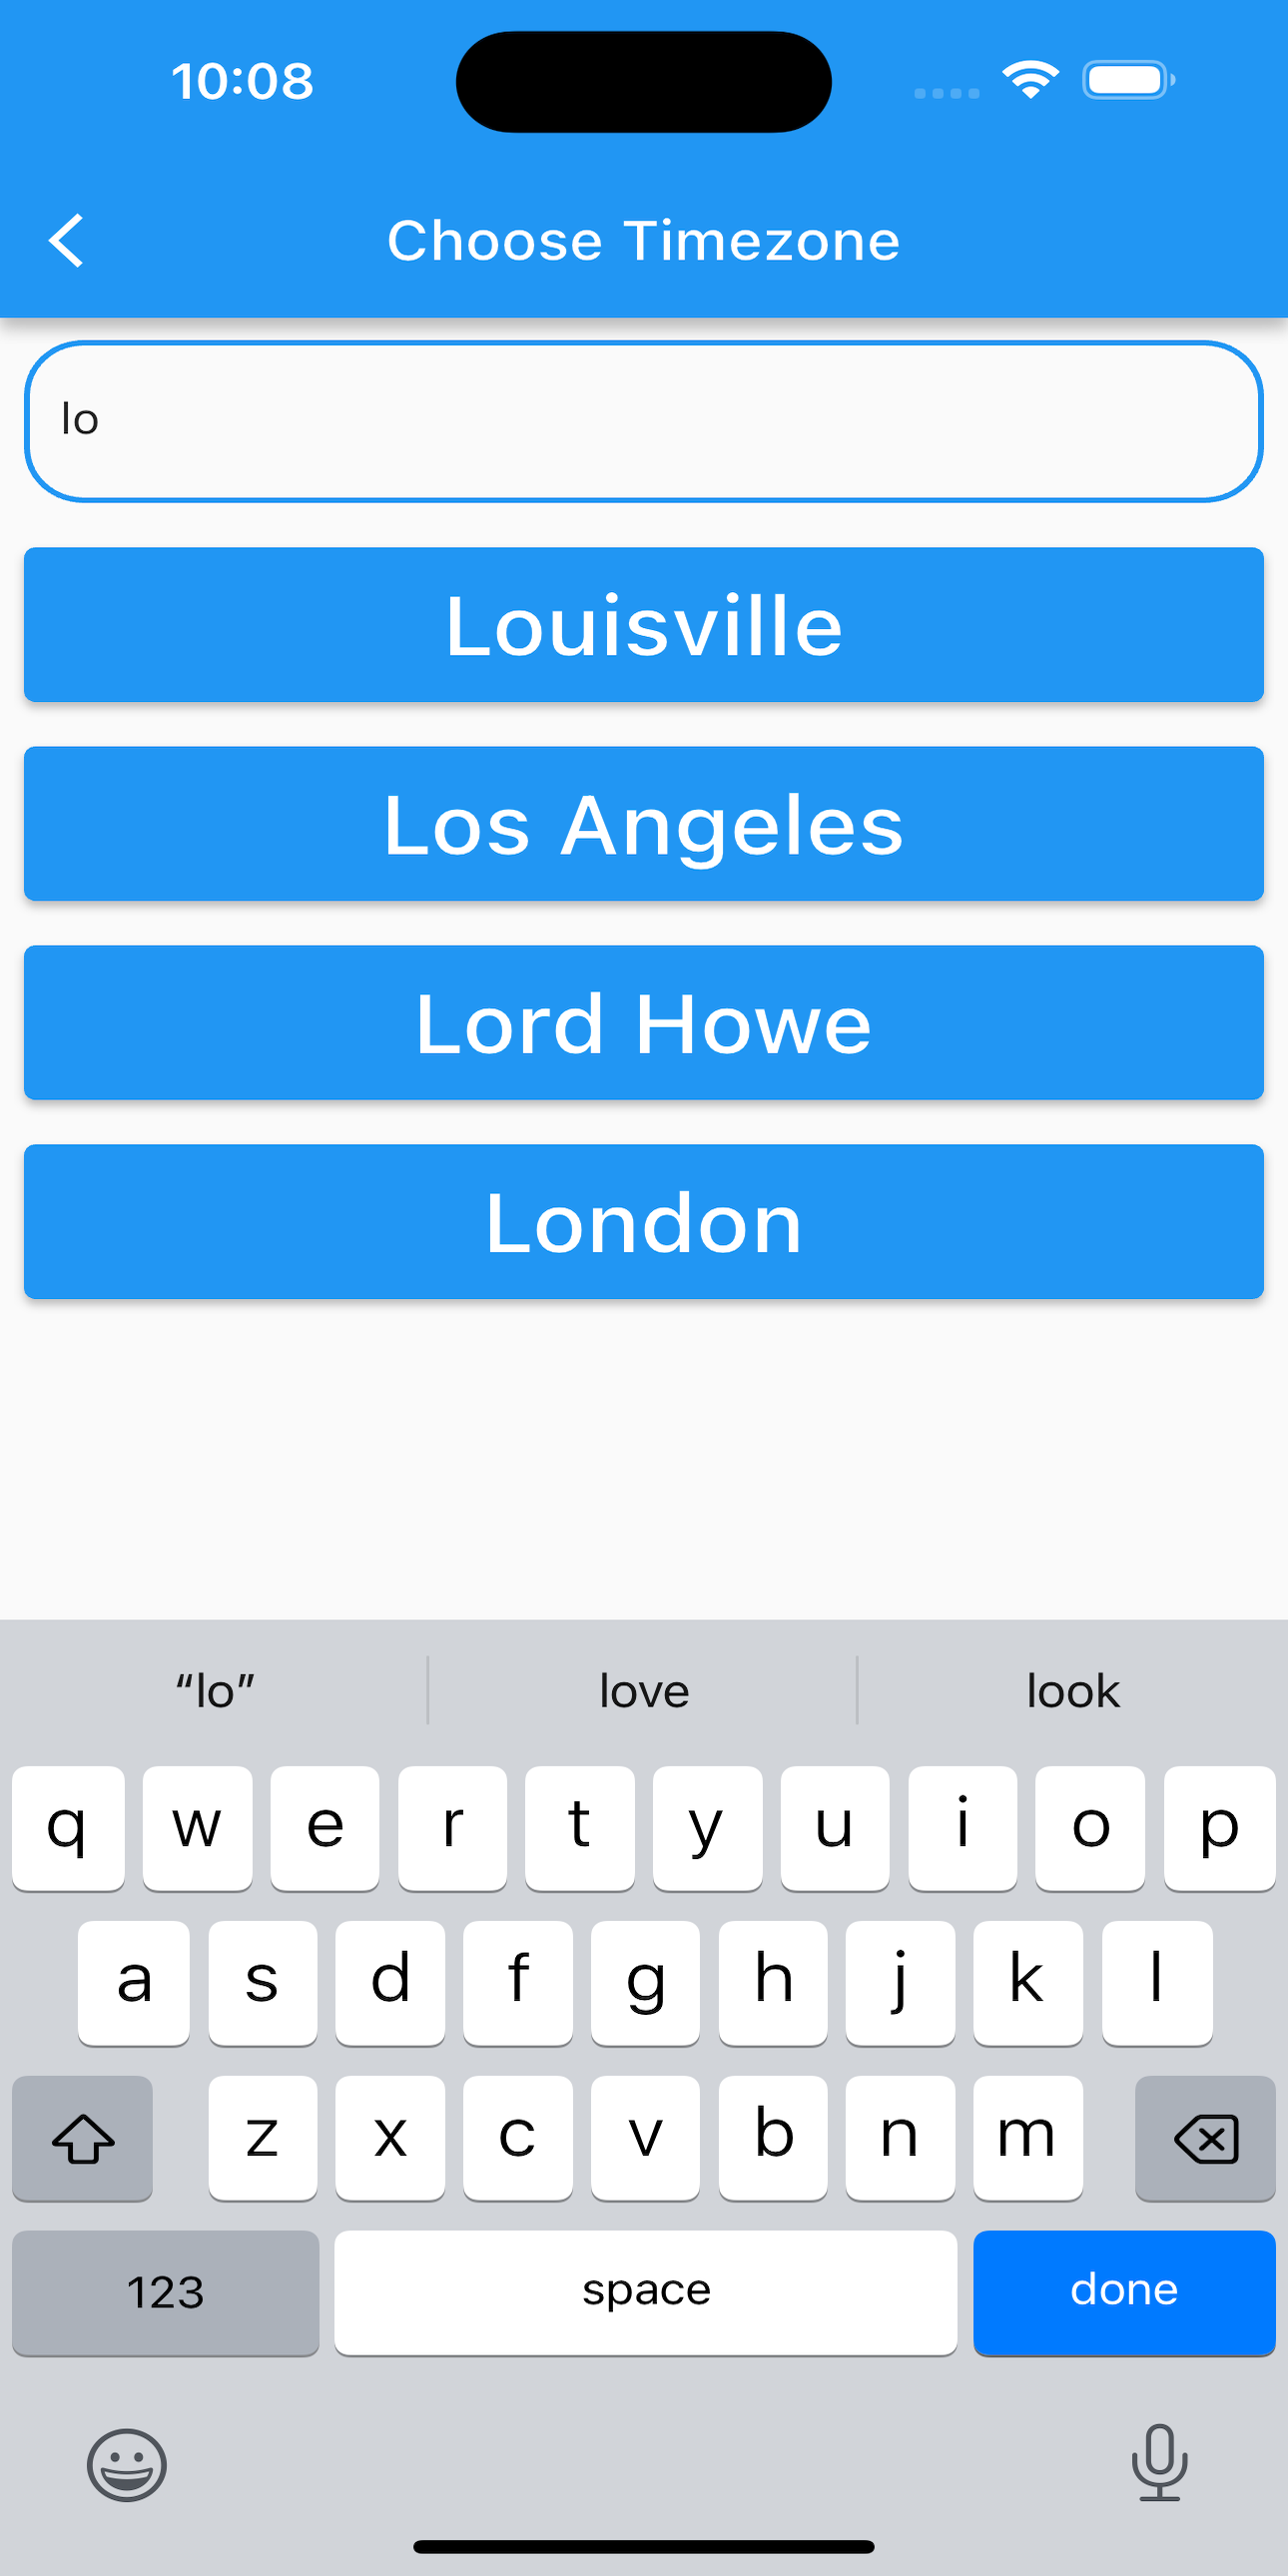 10:08
Choose Timezone
lo
Louisville
Los Angeles
Lord Howe
London
“lo” love look
q w e r t y u i o p
a s d f g h j k l
z x c v b n m
123 space done